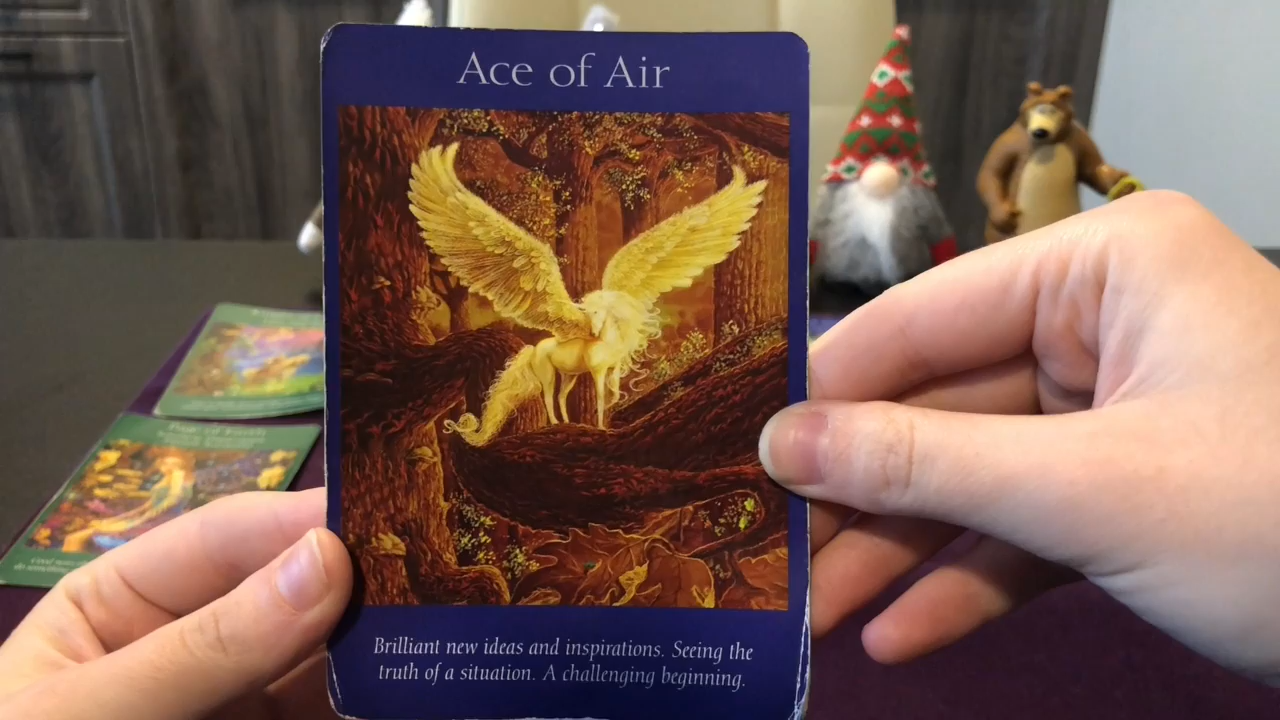 Ace of Air
Brilliant new ideas and inspirations. Seeing the
truth of a situation. A challenging beginning.